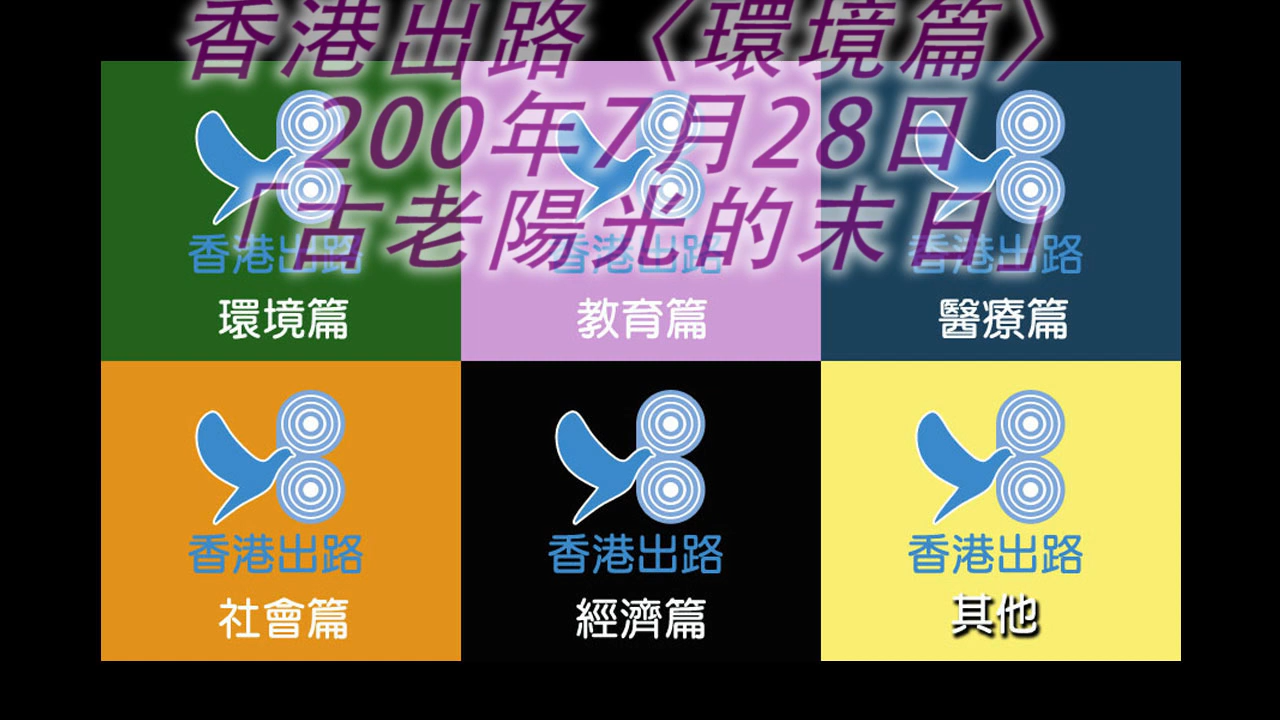 香港出路〈環境篇〉
200年7月28日
「古老陽光的末日」
香港出路 香港出路 香港出路
環境篇 教育篇 醫療篇
香港出路 香港出路 香港出路
社會篇 經濟篇 其他